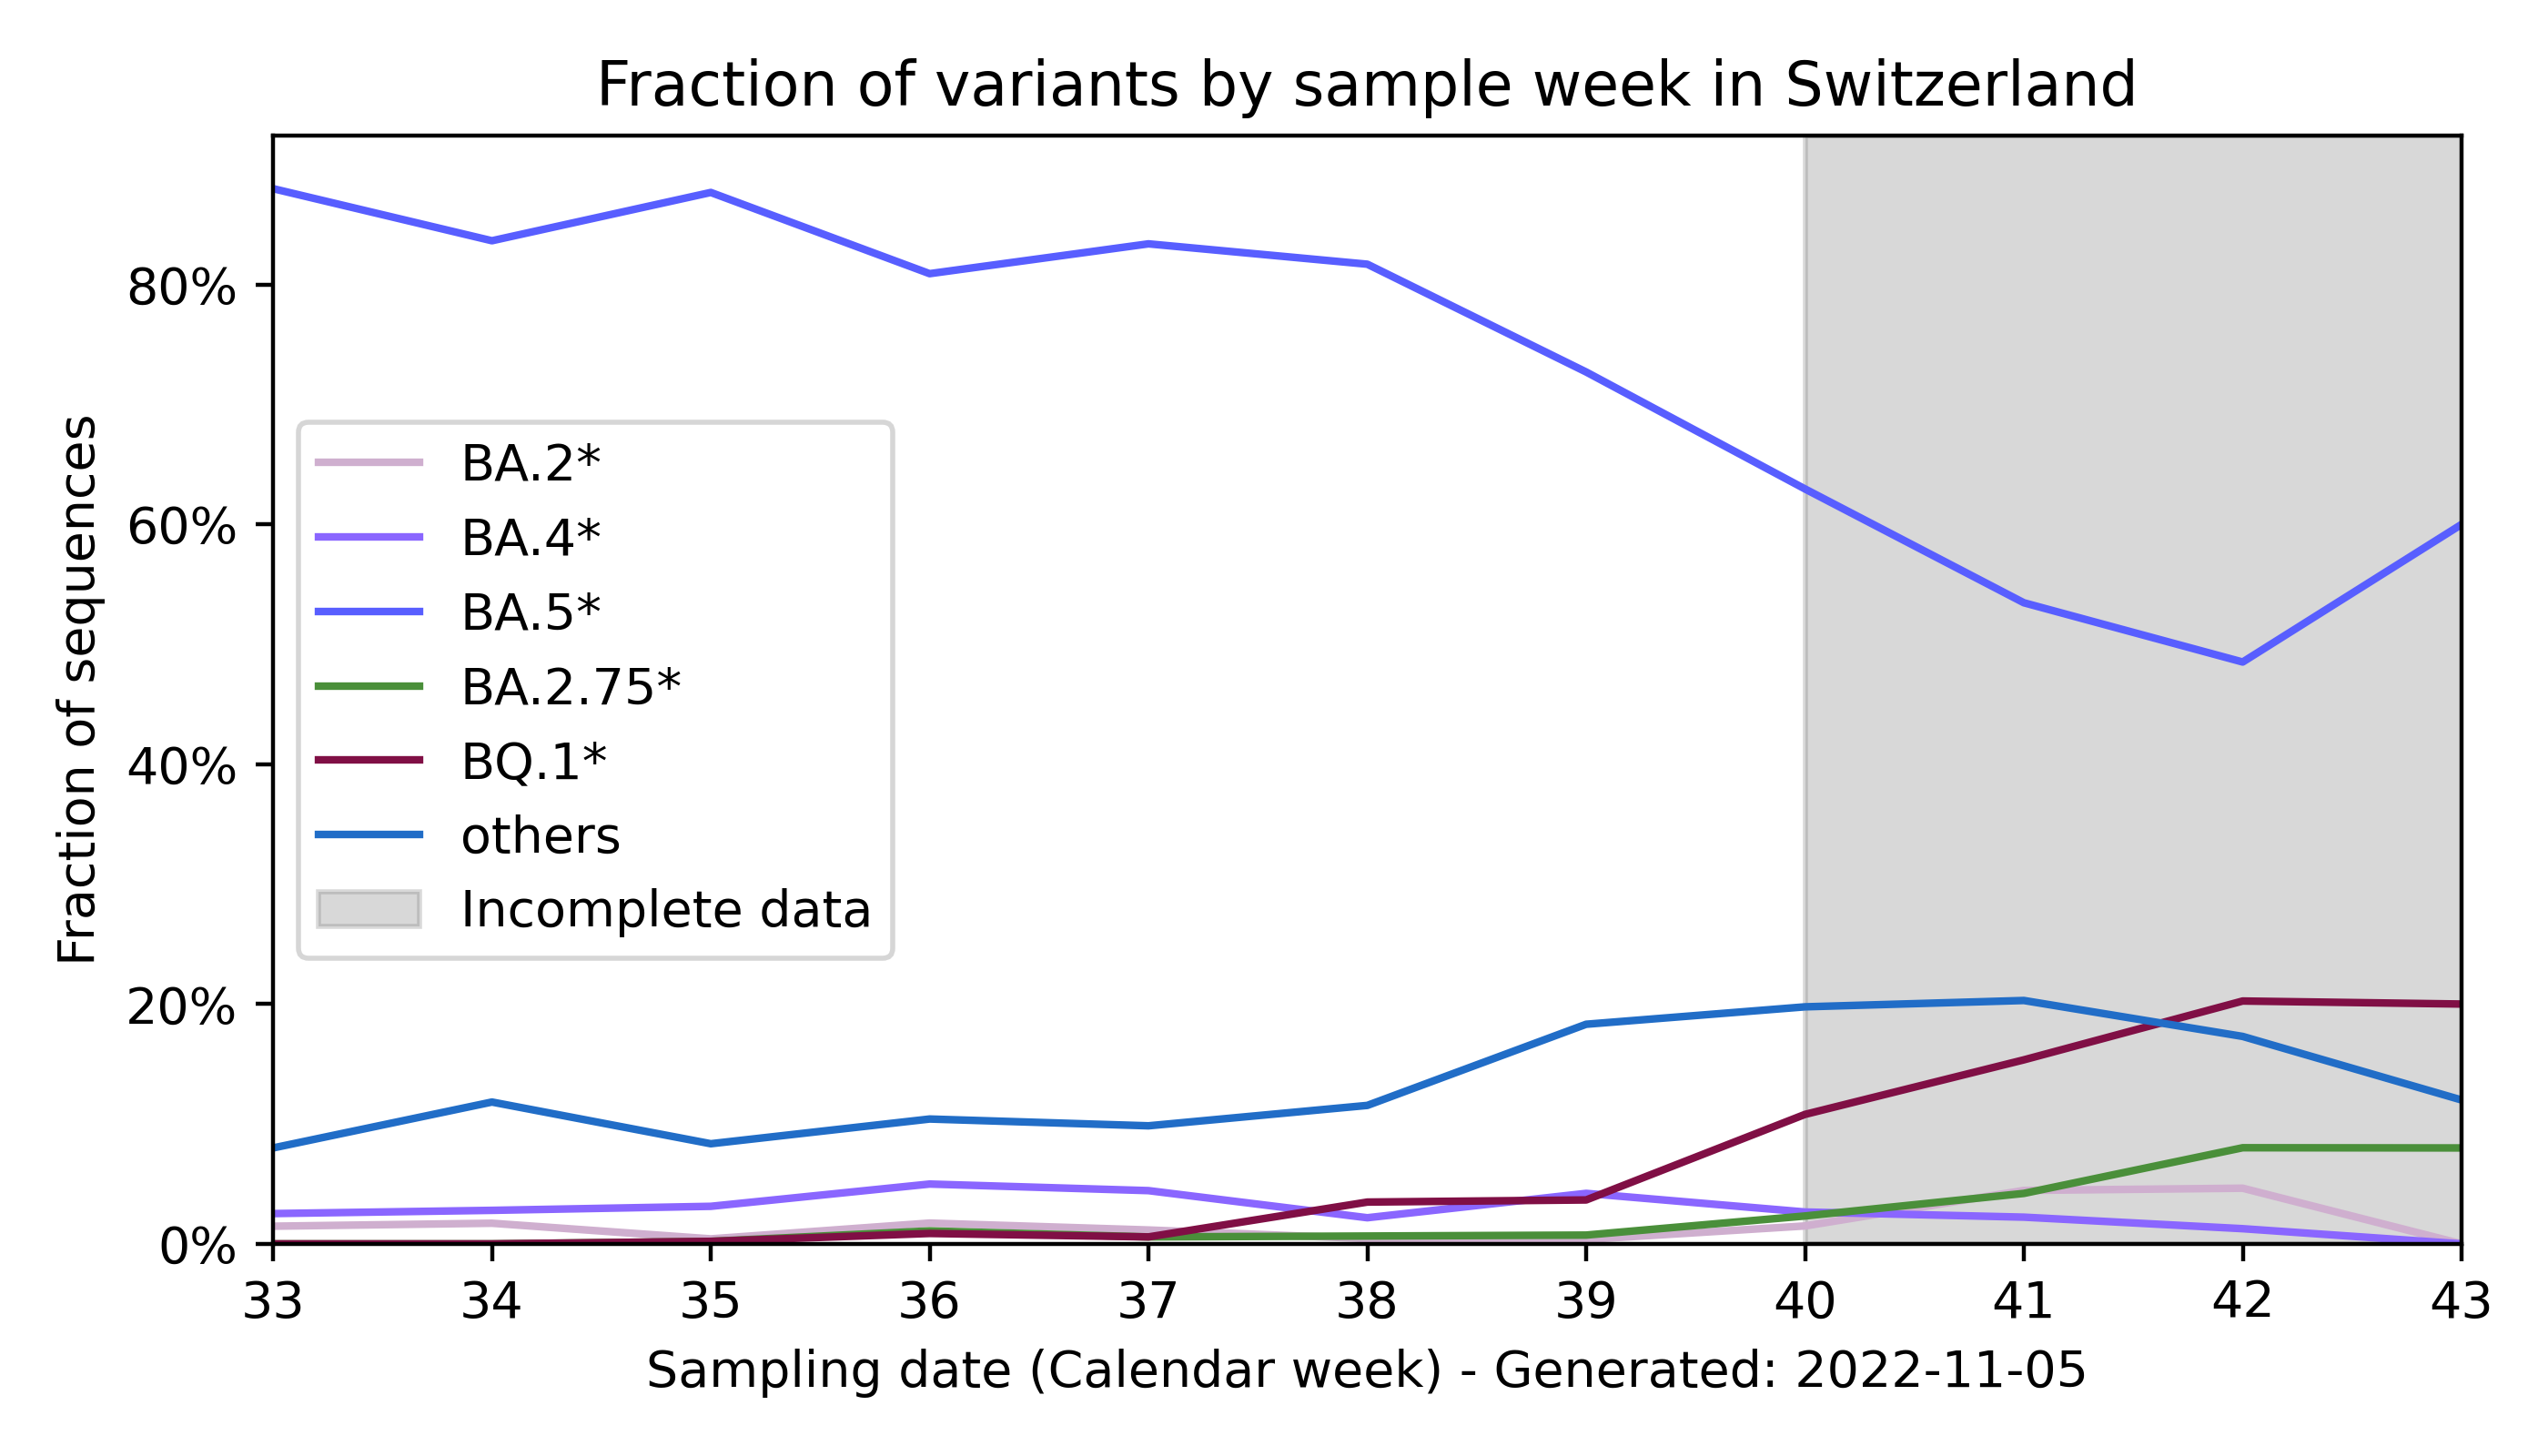 Fraction of variants by sample week in Switzerland
Fraction of sequences
80%
60%
40%
20%
0%
BA.2*
BA.4*
BA.5*
BA.2.75*
BQ.1*
others
Incomplete data
33 34 35 36 37 38 39 40 41 42 43
Sampling date (Calendar week) - Generated: 2022-11-05